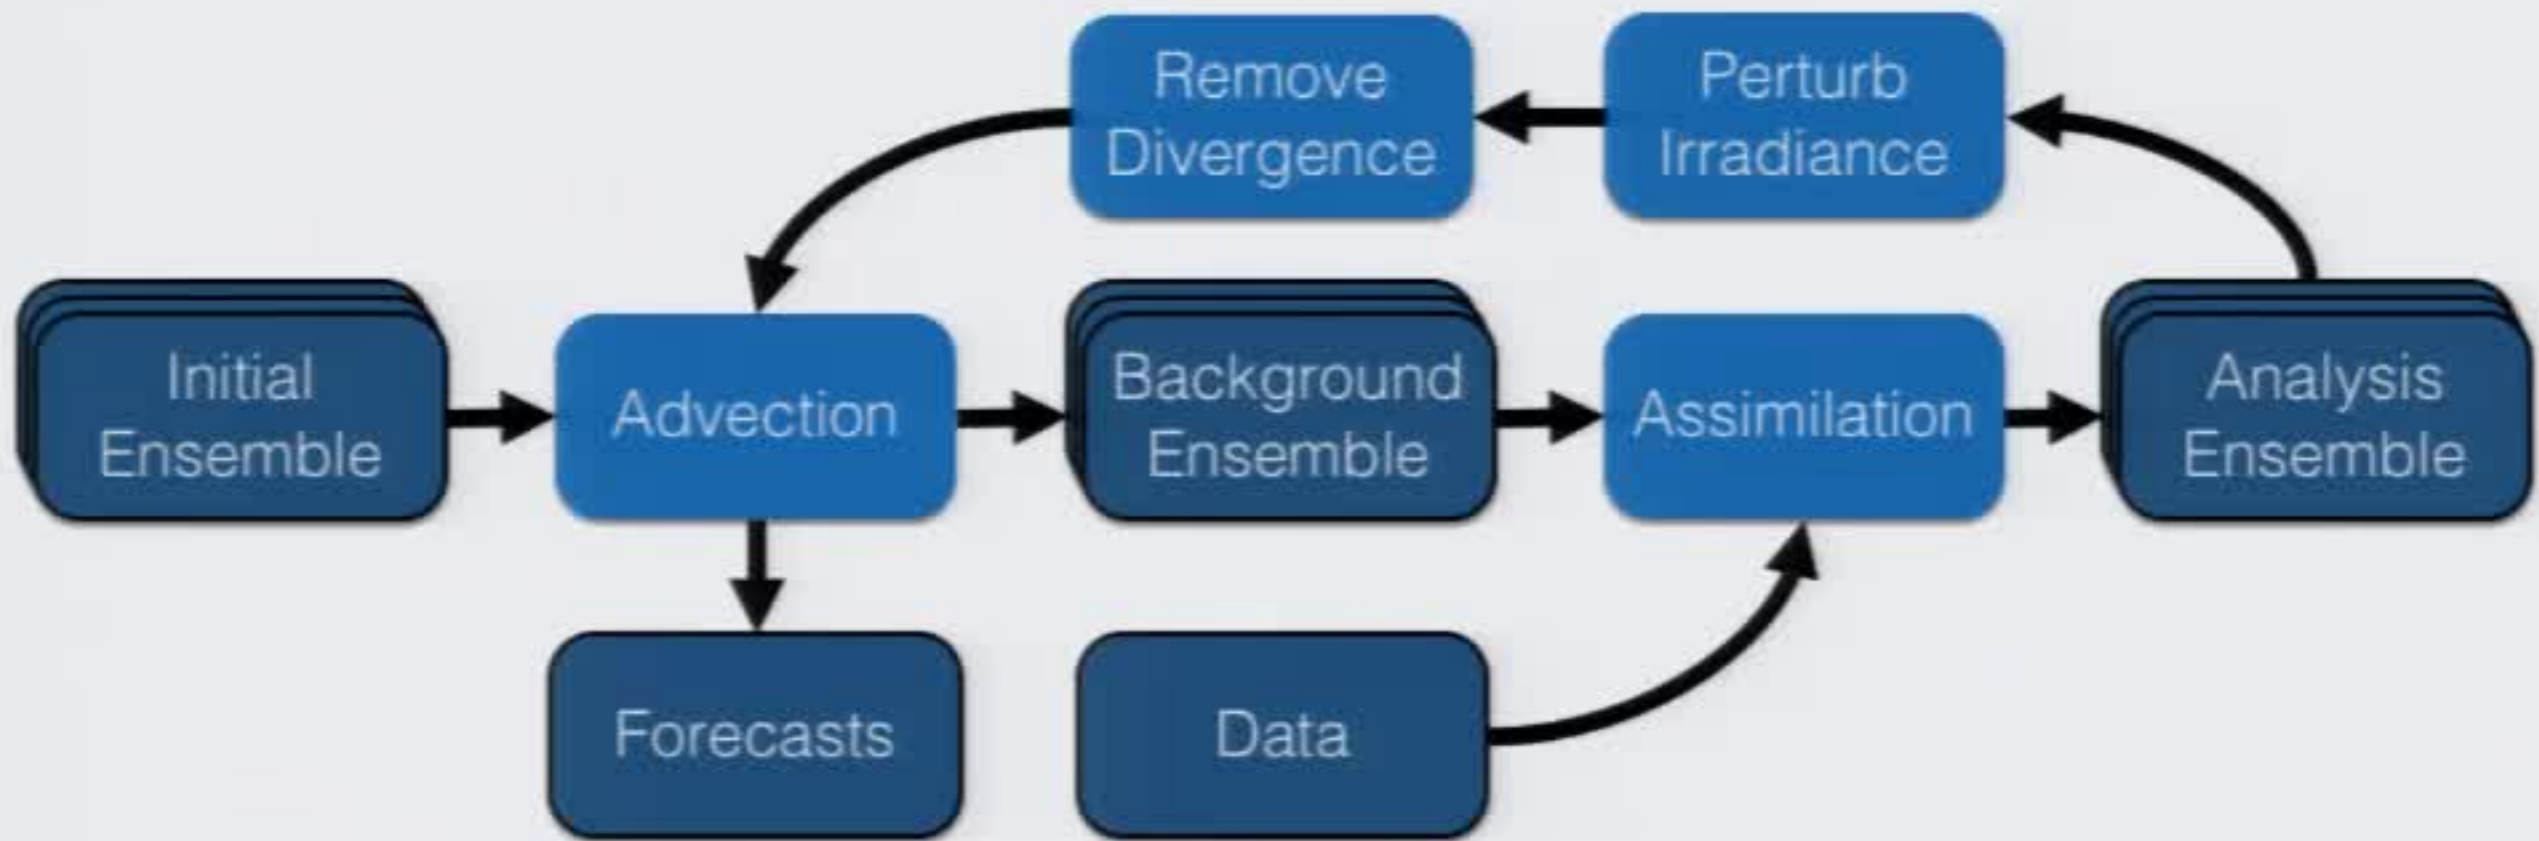 Remove
Divergence
Perturb
Irradiance
Initial
Ensemble
Advection
Background
Ensemble
Assimilation
Analysis
Ensemble
Forecasts
Data